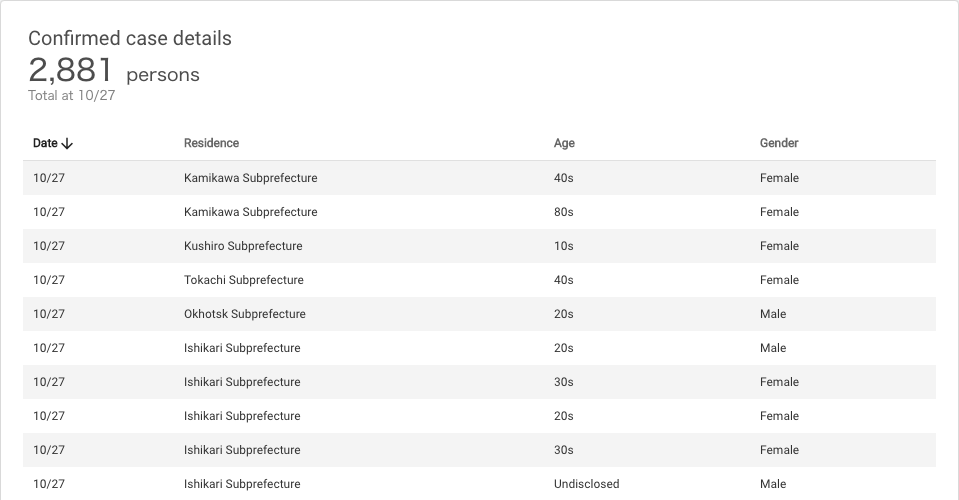 Confirmed case details
2,881 persons
Total at 10/27
Date Residence Age Gender
10/27 Kamikawa Subprefecture 40s Female
10/27 Kamikawa Subprefecture 80s Female
10/27 Kushiro Subprefecture 10s Female
10/27 Tokachi Subprefecture 40s Female
10/27 Okhotsk Subprefecture 20s Male
10/27 Ishikari Subprefecture 20s Male
10/27 Ishikari Subprefecture 30s Female
10/27 Ishikari Subprefecture 20s Female
10/27 Ishikari Subprefecture 30s Female
10/27 Ishikari Subprefecture Undisclosed Male